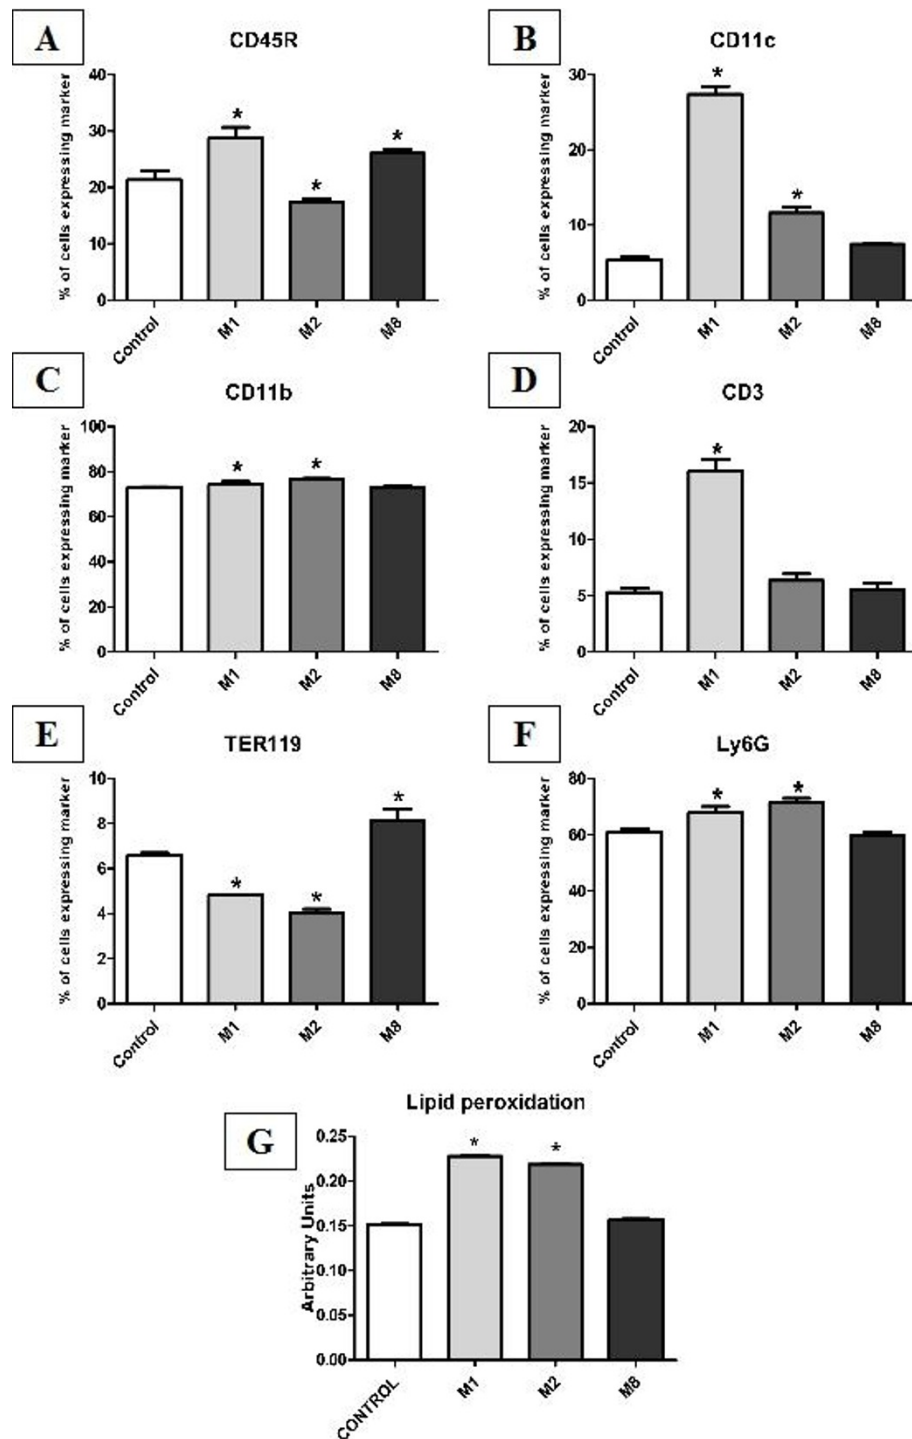 A
CD45R
% of cells expressing marker
40
30
20
10
0
*
*
*
Control
M1
M2
M8
B
CD11c
% of cells expressing marker
30
20
10
0
*
*
Control
M1
M2
M8
C
CD11b
% of cells expressing marker
100
80
60
40
20
0
*
*
Control
M1
M2
M8
D
CD3
% of cells expressing marker
20
15
10
5
0
*
Control
M1
M2
M8
E
TER119
% of cells expressing marker
10
8
6
4
2
0
*
*
*
Control
M1
M2
M8
F
Ly6G
% of cells expressing marker
80
60
40
20
0
*
*
Control
M1
M2
M8
G
Lipid peroxidation
Arbitrary Units
0.25
0.20
0.15
0.10
0.05
0.00
*
*
CONTROL
M1
M2
M8